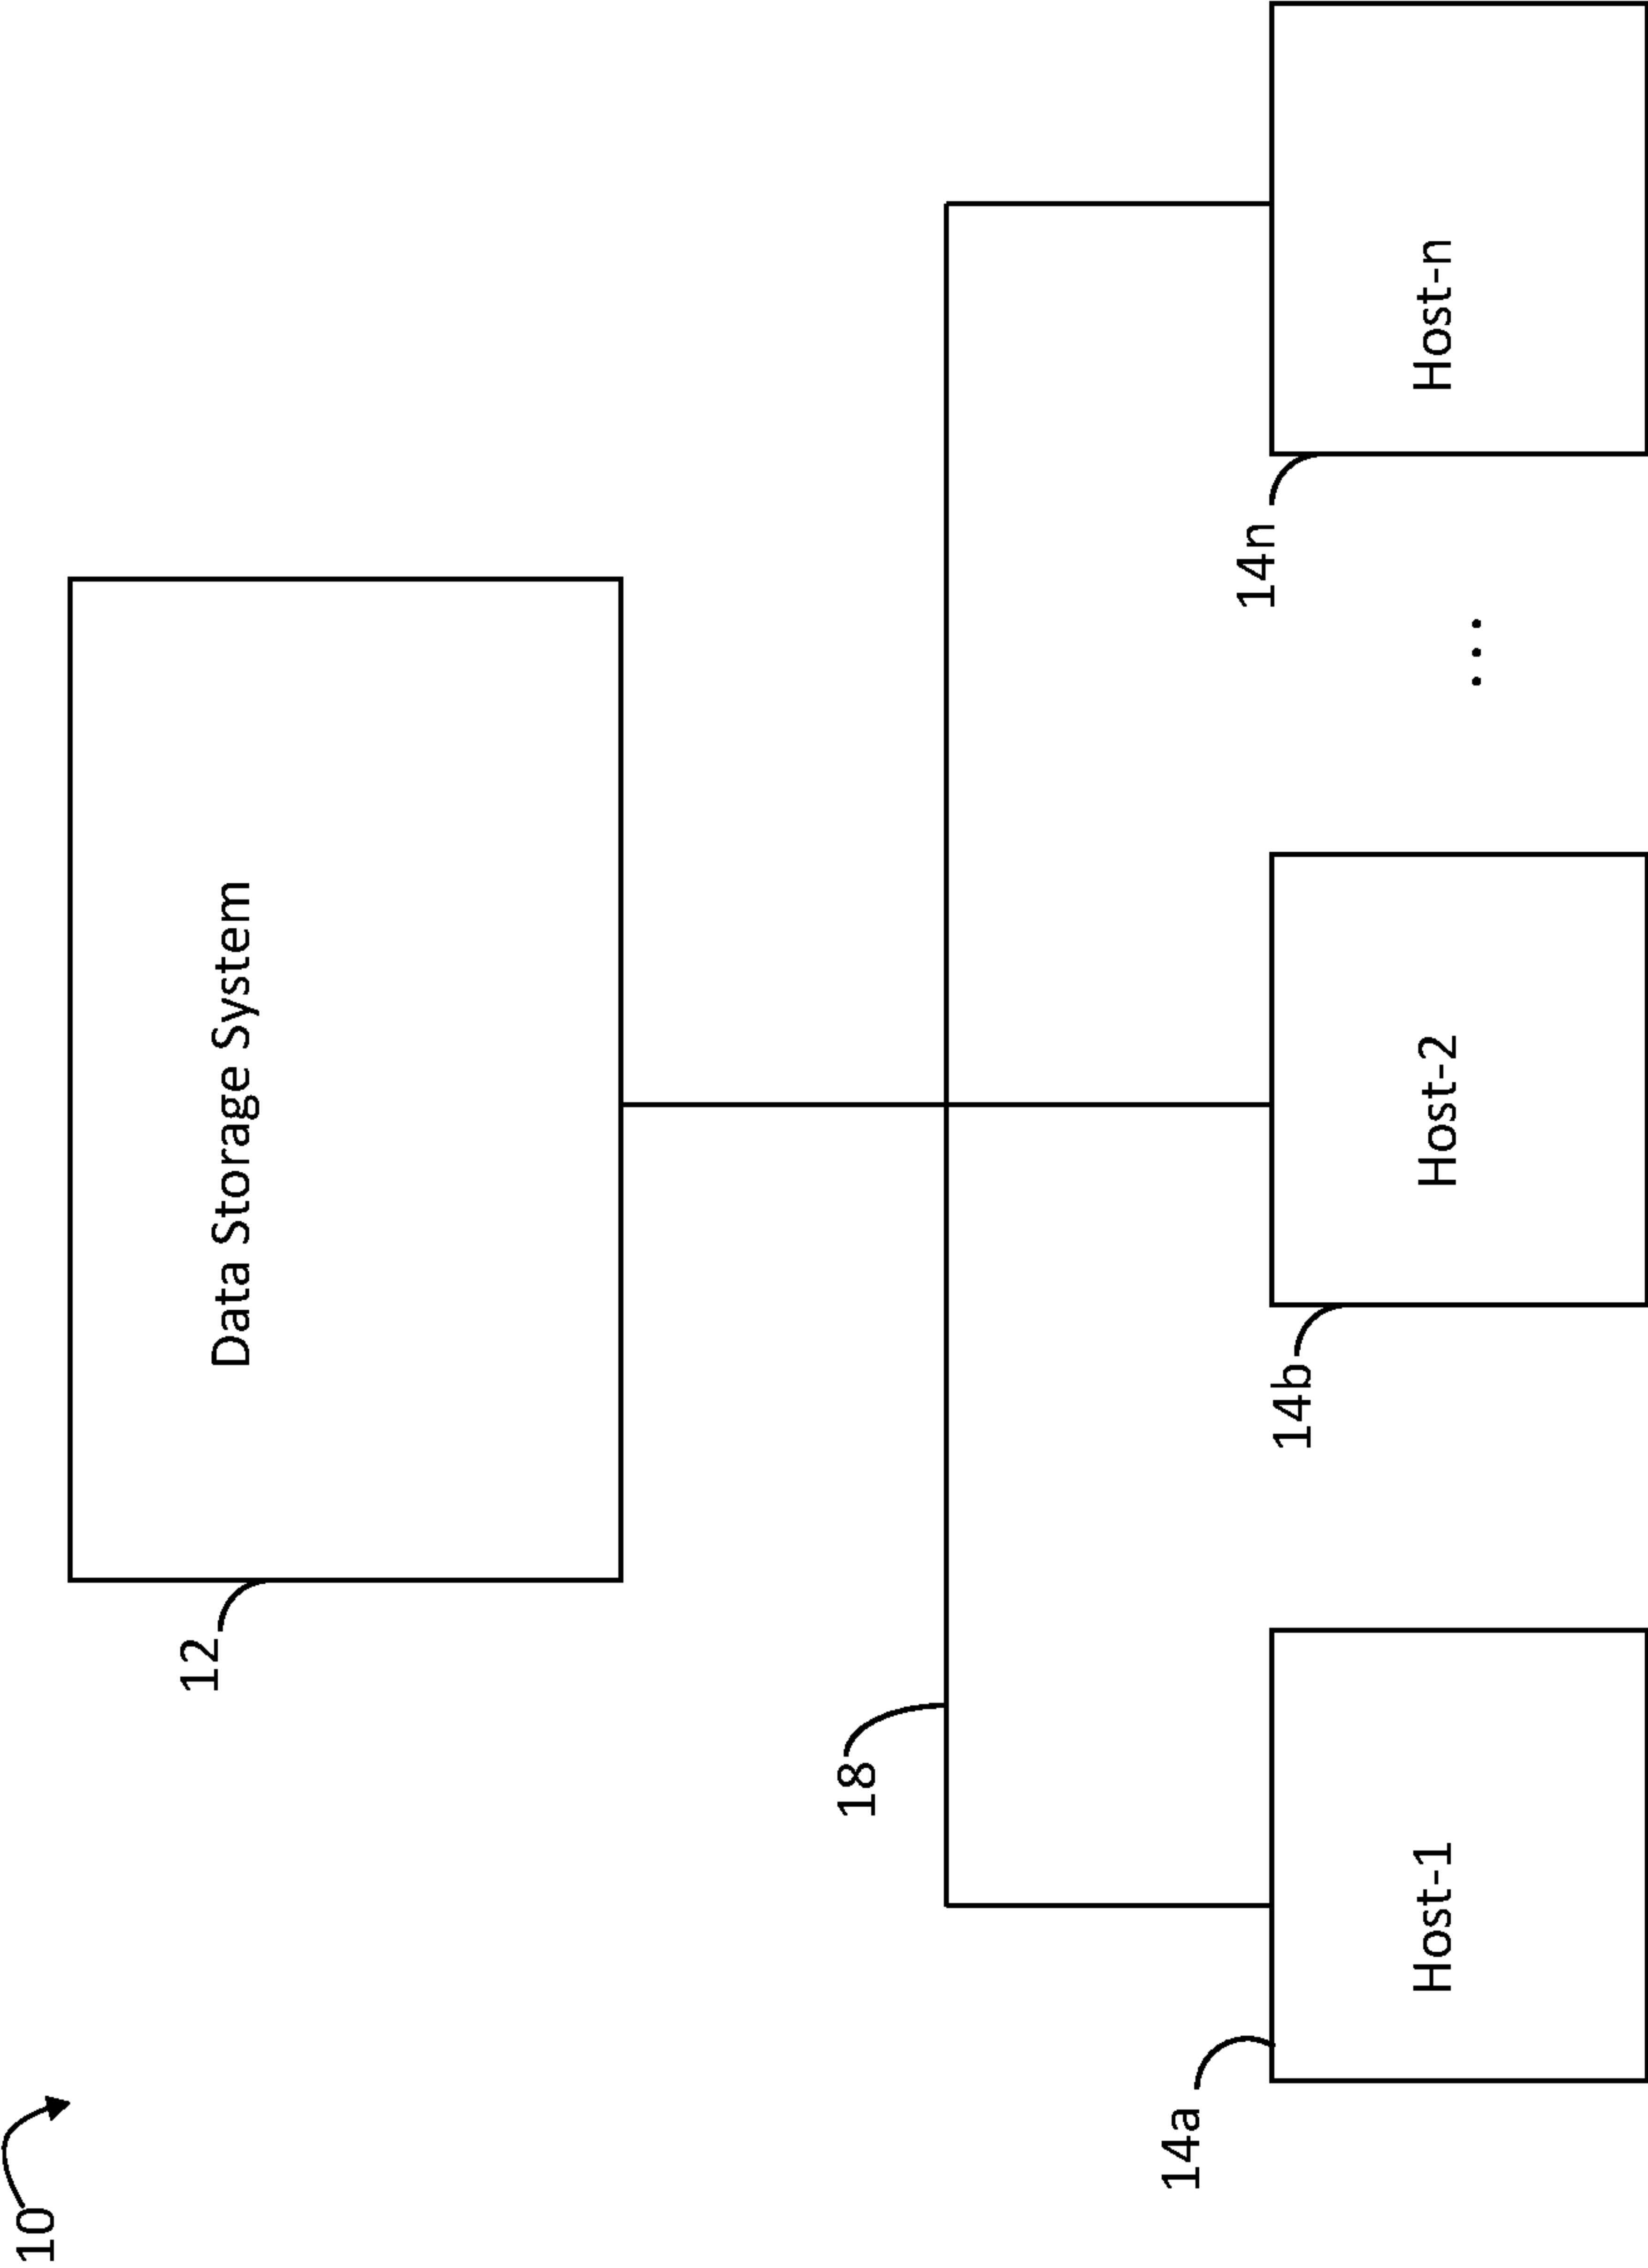 10
12
Data Storage System
18
14a
14b
14n
Host-1
Host-2
...
Host-n